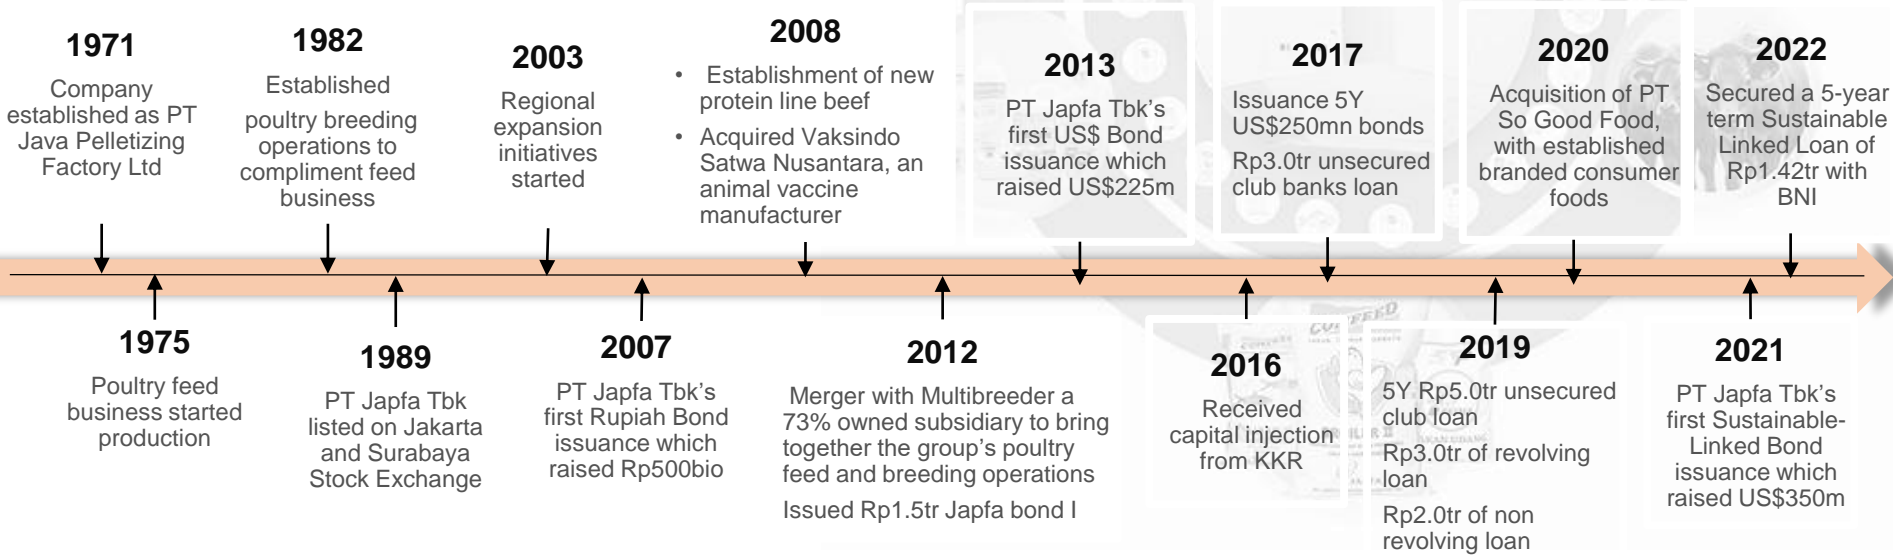 1971
Company
established as PT
Java Pelletizing
Factory Ltd
1982
Established
poultry breeding
operations to
compliment feed
business
2003
Regional
expansion
initiatives
started
2008
• Establishment of new
protein line beef
• Acquired Vaksindo
Satwa Nusantara, an
animal vaccine
manufacturer
2013
PT Japfa Tbk's
first US$ Bond
issuance which
raised US$225m
2017
Issuance 5Y
US$250mn bonds
Rp3.0tr unsecured
club banks loan
2020
Acquisition of PT
So Good Food,
with established
branded consumer
foods
2022
Secured a 5-year
term Sustainable
Linked Loan of
Rp1.42tr with
BNI
1975
Poultry feed
business started
production
1989
PT Japfa Tbk
listed on Jakarta
and Surabaya
Stock Exchange
2007
PT Japfa Tbk's
first Rupiah Bond
issuance which
raised Rp500bio
2012
Merger with Multibreeder a
73% owned subsidiary to bring
together the group's poultry
feed and breeding operations
Issued Rp1.5tr Japfa bond I
2016
Received
capital injection
from KKR
2019
5Y Rp5.0tr unsecured
club loan
Rp3.0tr of revolving
loan
Rp2.0tr of non
revolving loan
2021
PT Japfa Tbk's
first Sustainable-
Linked Bond
issuance which
raised US$350m